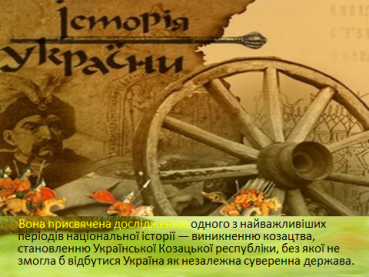 Історія
України
Вона присвячена дослідженню одного з найважливіших
періодів національної історії — виникненню козацтва,
становленню Української Козацької республіки, без якої не
змогла б відбутися Україна як незалежна суверенна держава.